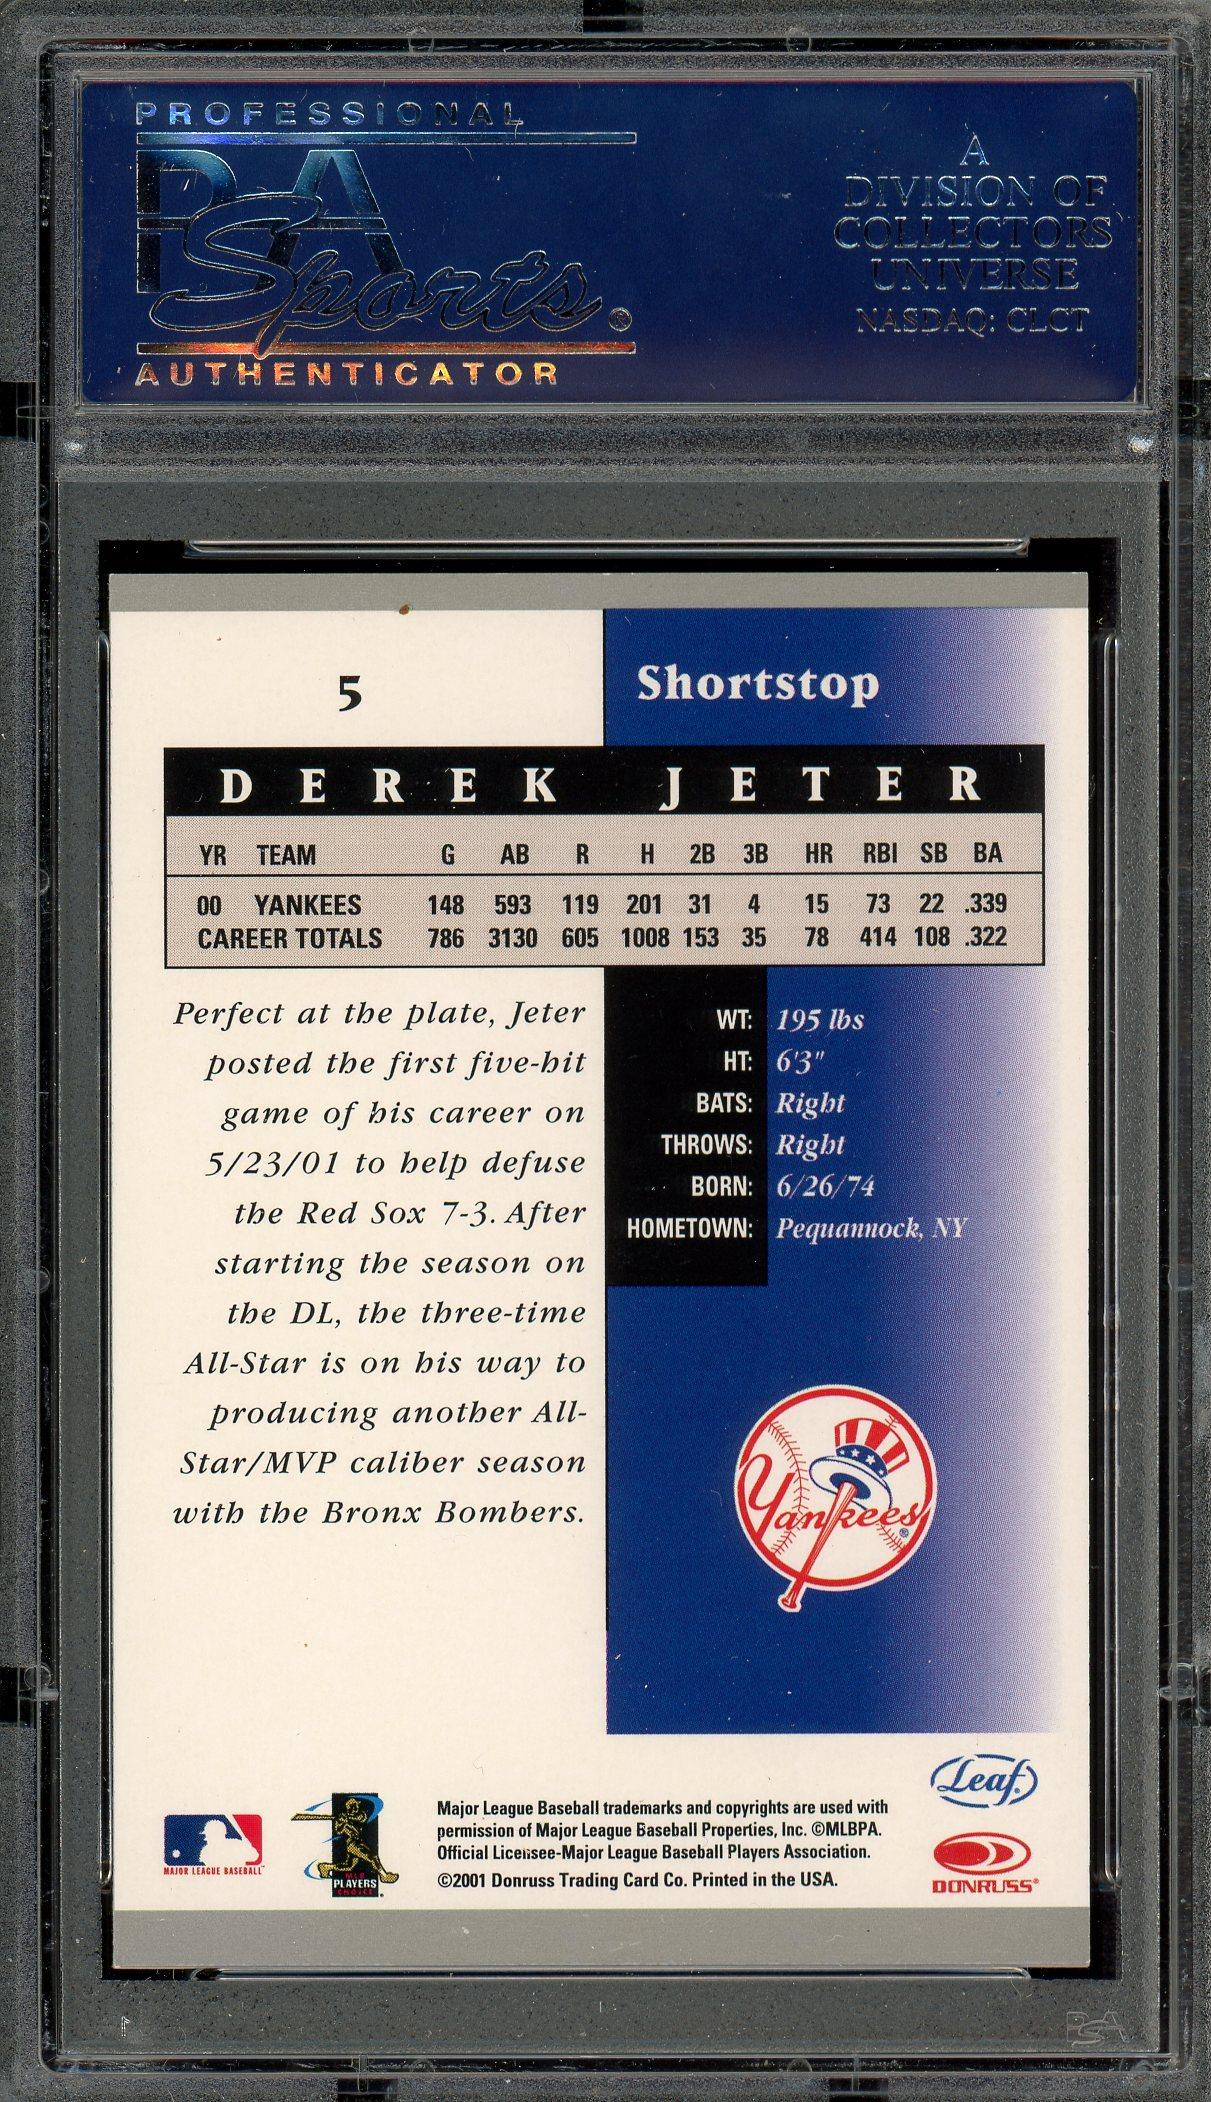 PROFESSIONAL
PSA
Sports®
AUTHENTICATOR
A
DIVISION OF
COLLECTORS
UNIVERSE
NASDAQ: CLCT
5
Shortstop
DEREK JETER
YR TEAM G AB R H 2B 3B HR RBI SB BA
00 YANKEES 148 593 119 201 31 4 15 73 22 .339
CAREER TOTALS 786 3130 605 1008 153 35 78 414 108 .322
Perfect at the plate, Jeter
posted the first five-hit
game of his career on
5/23/01 to help defuse
the Red Sox 7-3. After
starting the season on
the DL, the three-time
All-Star is on his way to
producing another All-
Star/MVP caliber season
with the Bronx Bombers.
WT: 195 lbs
HT: 6'3"
BATS: Right
THROWS: Right
BORN: 6/26/74
HOMETOWN: Pequannock, NY
Yankees®
Leaf
DONRUSS®
MAJOR LEAGUE BASEBALL
MLB
PLAYERS
CHOICE
Major League Baseball trademarks and copyrights are used with
permission of Major League Baseball Properties, Inc. ©MLBPA.
Official Licensee-Major League Baseball Players Association.
©2001 Donruss Trading Card Co. Printed in the USA.
PSA